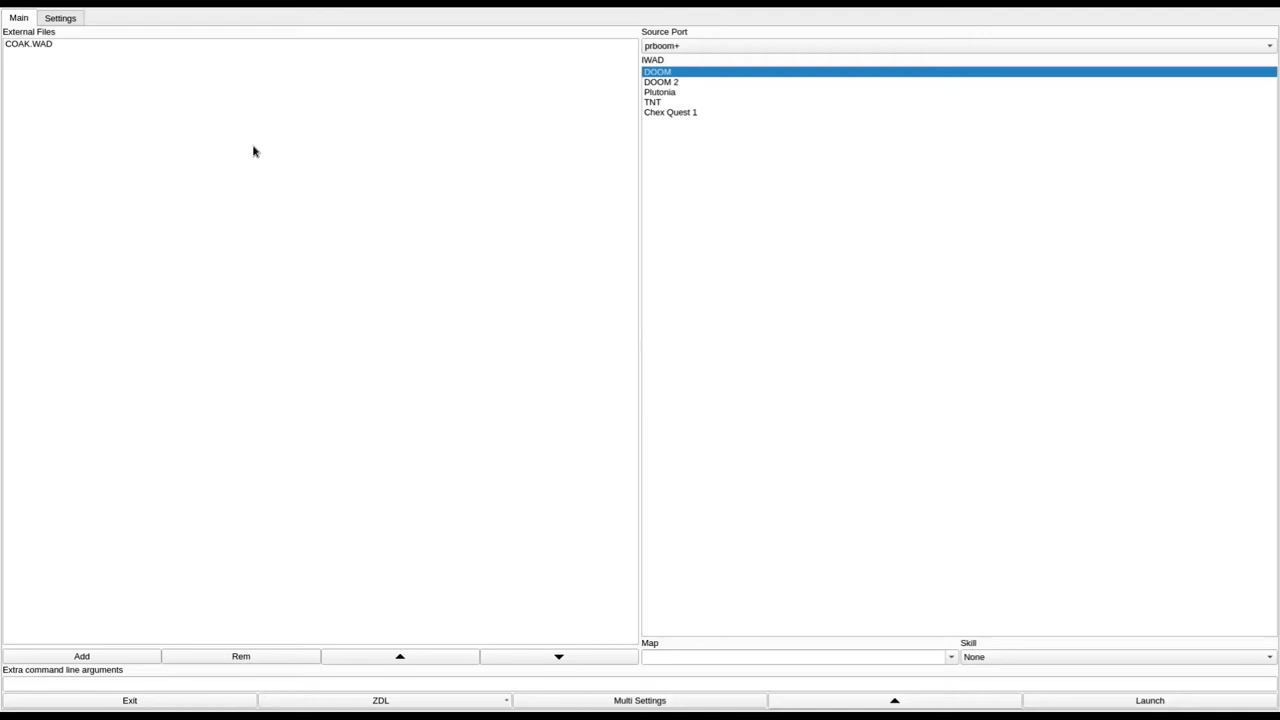 Main
Settings
External Files
COAK.WAD
Source Port
prboom+
IWAD
DOOM
DOOM 2
Plutonia
TNT
Chex Quest 1
Map
Skill
None
Add
Rem
Extra command line arguments
Exit
ZDL
Multi Settings
Launch